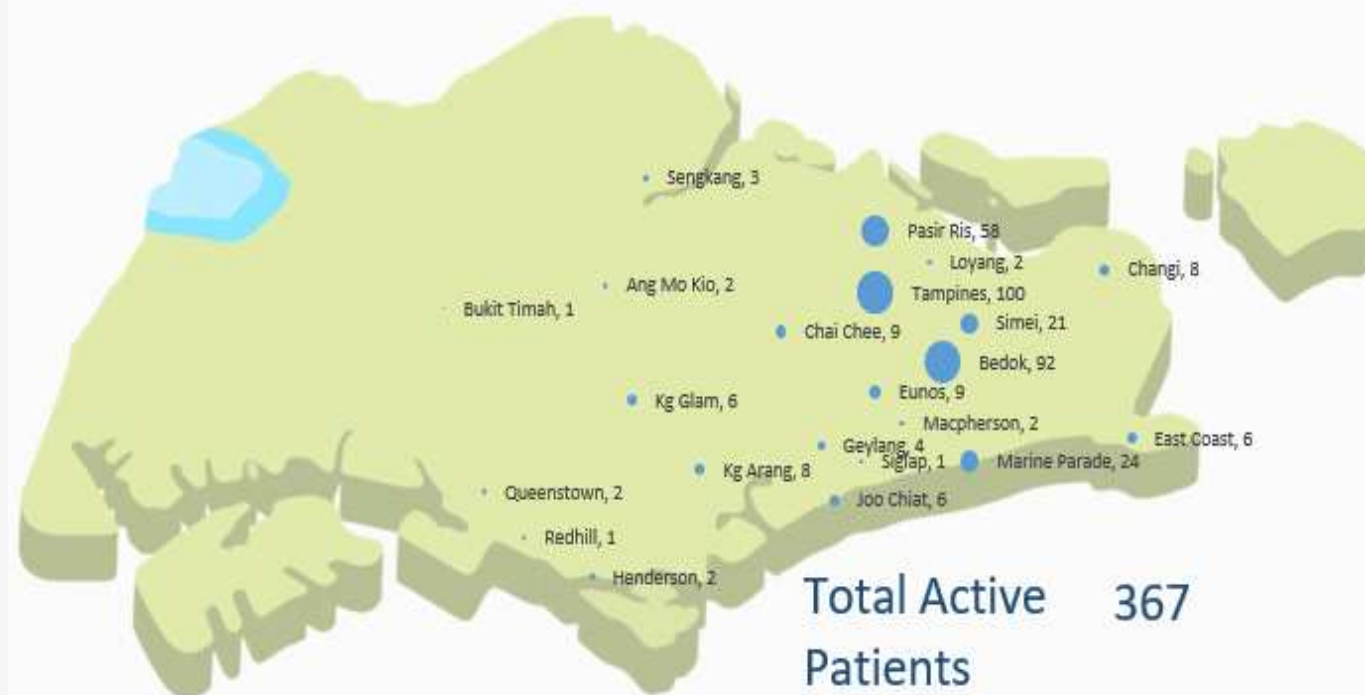 Sengkang, 3
Pasir Ris, 58
Loyang, 2
Changi, 8
Ang Mo Kio, 2
Tampines, 100
Bukit Timah, 1
Simei, 21
Chai Chee, 9
Bedok, 92
Eunos, 9
Kg Glam, 6
Macpherson, 2
East Coast, 6
Geylang, 4
Siglap, 1
Marine Parade, 24
Kg Arang, 8
Queenstown, 2
Joo Chiat, 6
Redhill, 1
Henderson, 2
Total Active 367
Patients